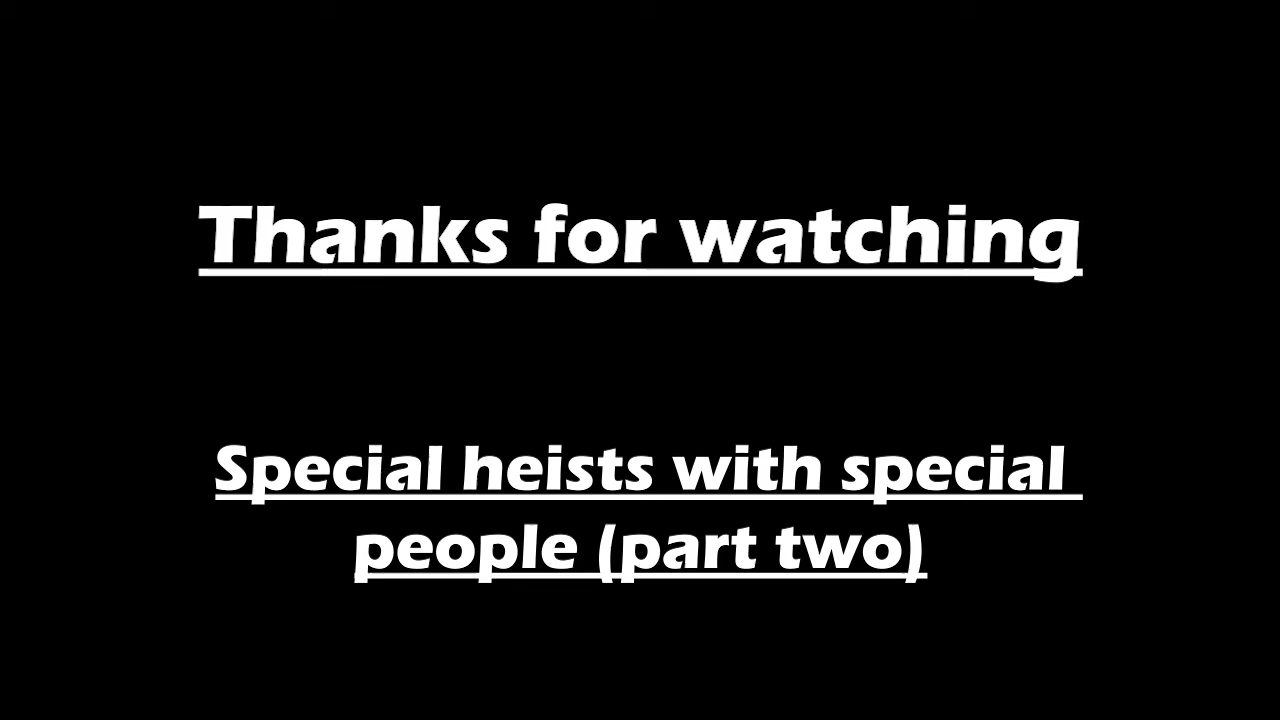 Thanks for watching
Special heists with special
people (part two)